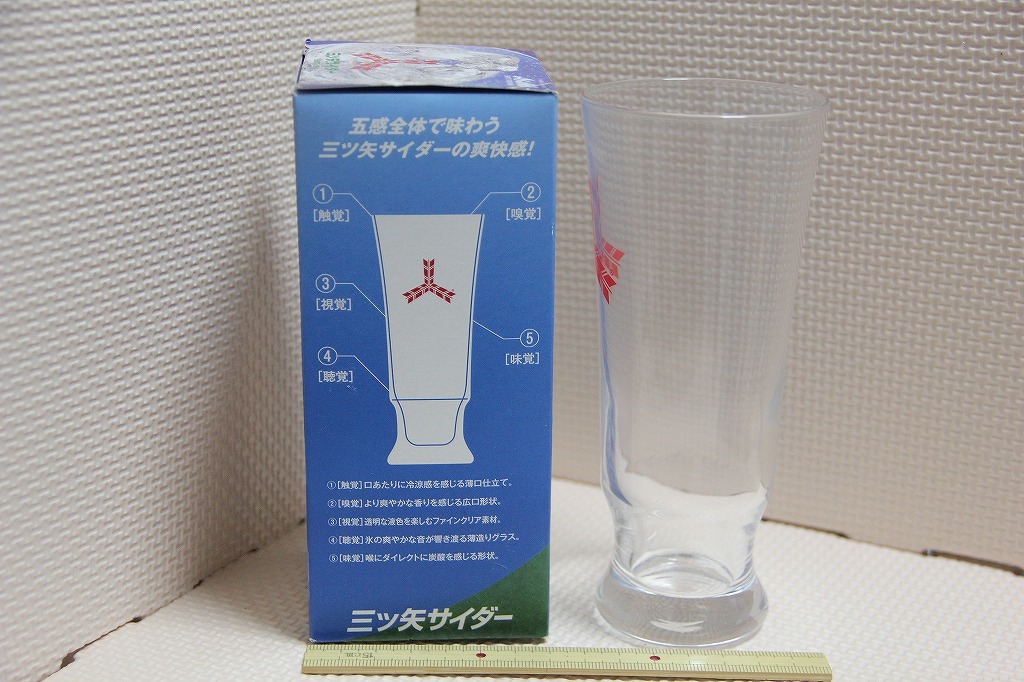 五感全体で味わう
三ツ矢サイダーの爽快感!
①
[触覚]
②
[嗅覚]
③
[視覚]
⑤
[味覚]
④
[聴覚]
①[触覚]口あたりに冷涼感を感じる薄口仕立て。
②[嗅覚]より爽やかな香りを感じる広口形状。
③[視覚]透明な液色を楽しむファインクリア素材。
④[聴覚]氷の爽やかな音が響き渡る薄造りグラス。
⑤[味覚]喉にダイレクトに炭酸を感じる形状。
三ツ矢サイダー
15cm